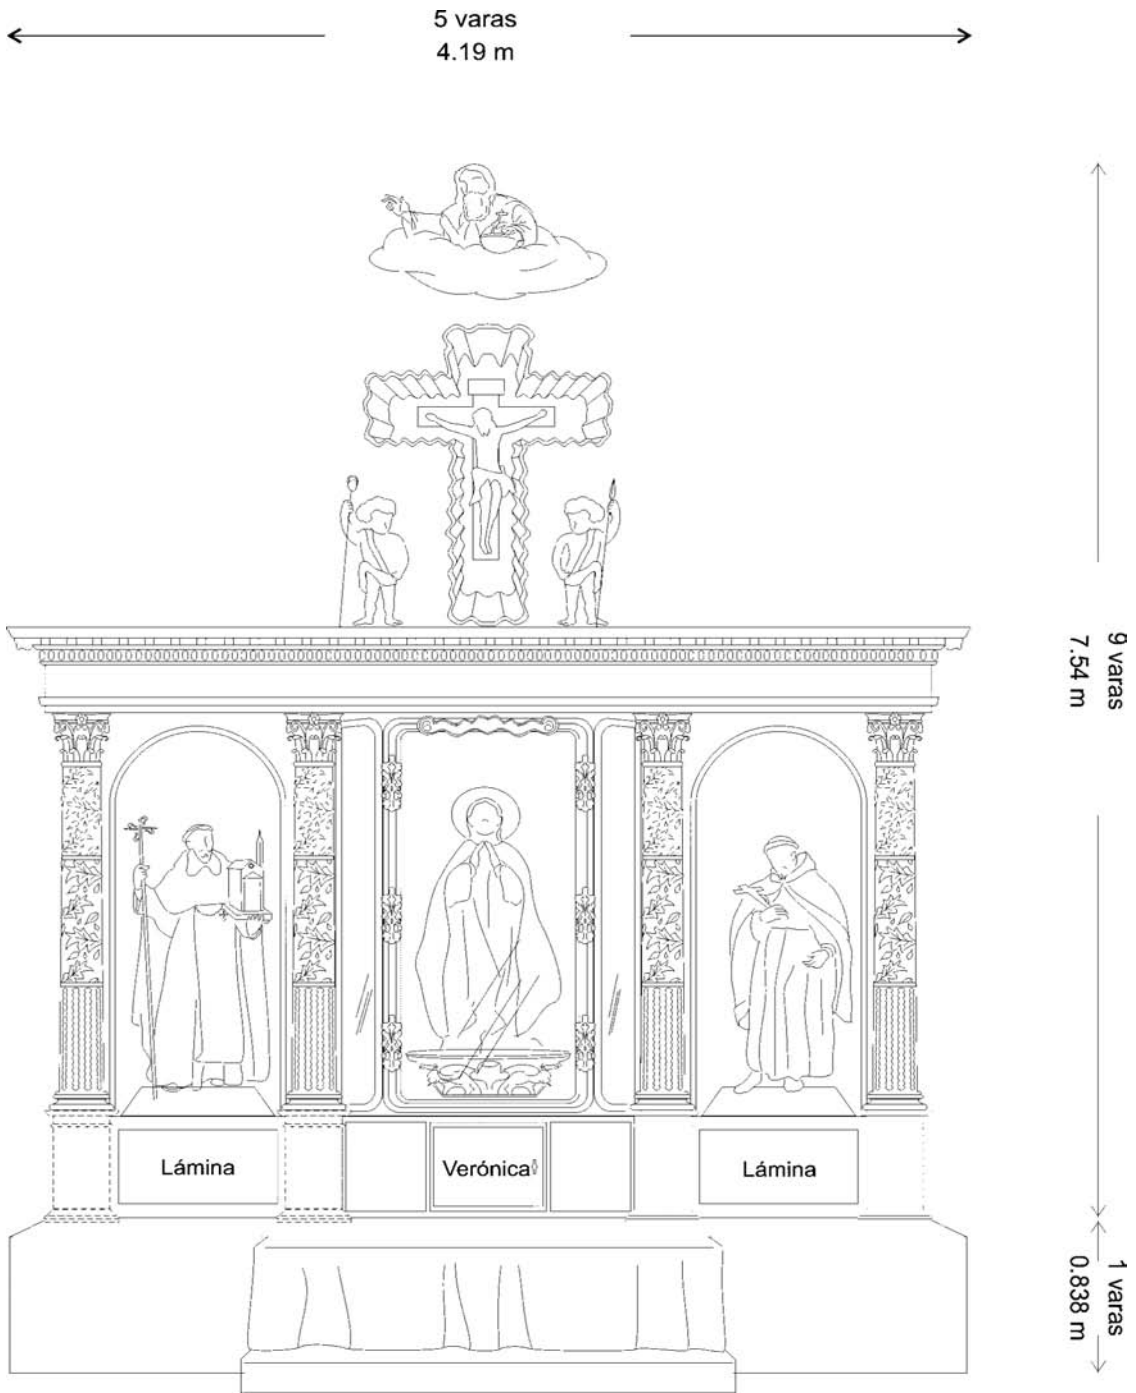 5 varas
4.19 m
9 varas
7.54 m
Lámina
Verónica
Lámina
1 varas
0.838 m